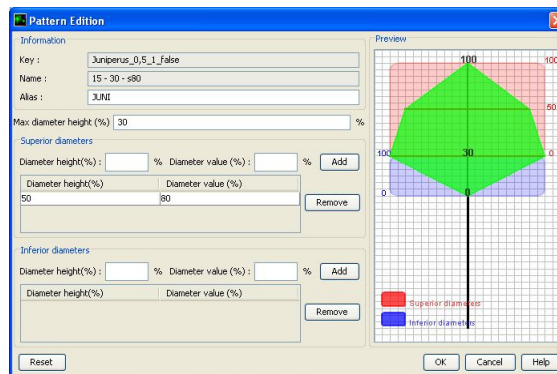 Pattern Edition
Information
Key : Juniperus_0,5_1_false
Name : 15 - 30 - s80
Alias : JUNI
Max diameter height (%) 30 %
Superior diameters
Diameter height(%) : % Diameter value (%) : % Add
Diameter height(%) Diameter value (%)
50 80
Remove
Inferior diameters
Diameter height(%) : % Diameter value (%) : % Add
Diameter height(%) Diameter value (%)
Remove
Preview
100 100
50
100 30 0
0 0
Superior diameters
Inferior diameters
Reset OK Cancel Help